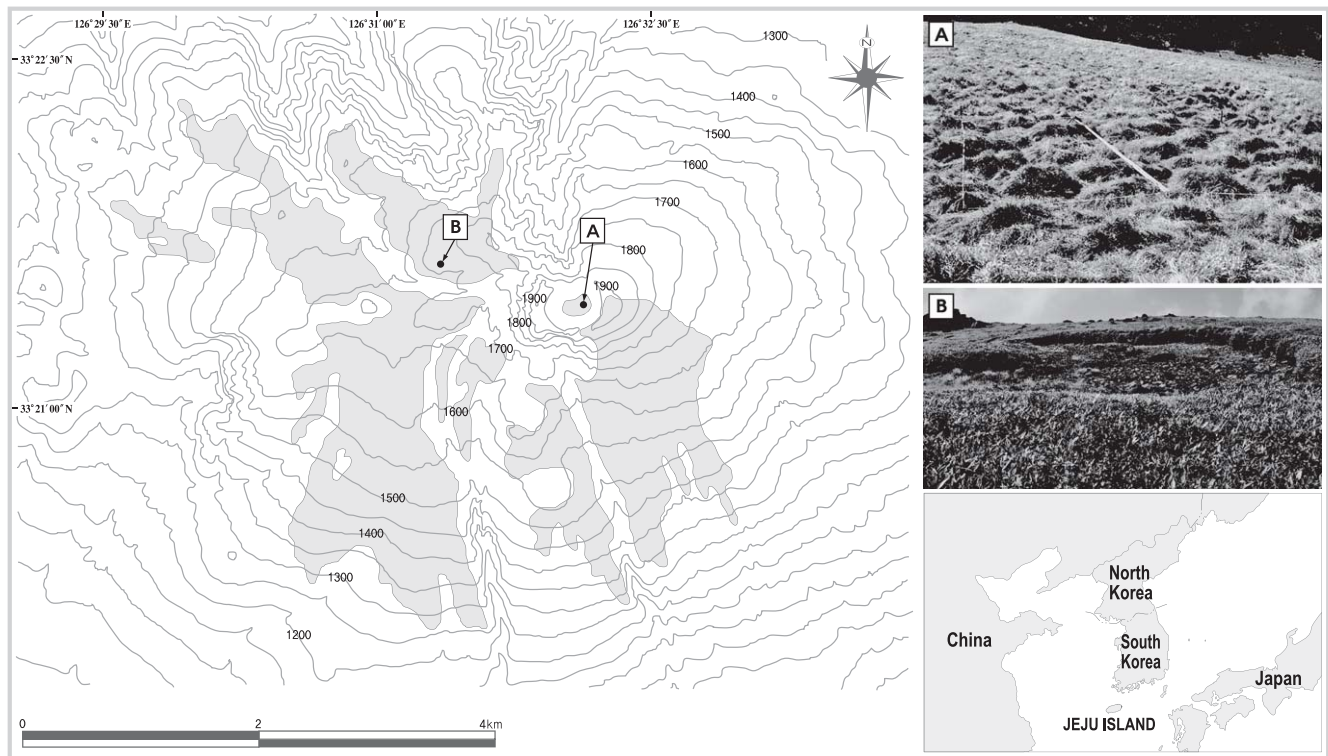 126°29´30˝ E
126°31´00˝ E
126°32´30˝ E
33°22´30˝ N
33°21´00˝ N
N
1300
1400
1500
1600
1700
1800
1900
1900
1800
1700
1600
1500
1400
1300
1200
B
A
0
2
4km
A
B
North
Korea
China
South
Korea
Japan
JEJU ISLAND